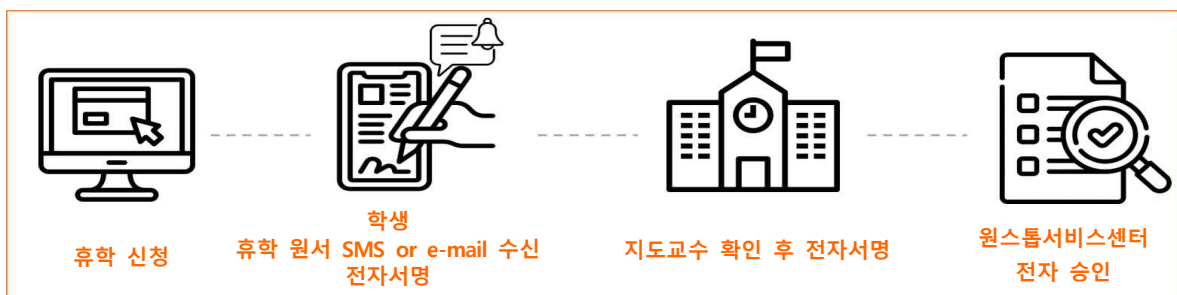 휴학 신청
학생
휴학 원서 SMS or e-mail 수신
전자서명
지도교수 확인 후 전자서명
원스톱서비스센터
전자 승인